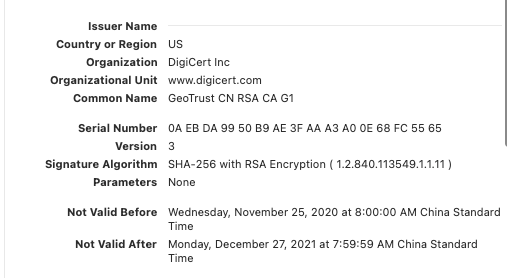 Issuer Name
Country or Region US
Organization DigiCert Inc
Organizational Unit www.digicert.com
Common Name GeoTrust CN RSA CA G1
Serial Number 0A EB DA 99 50 B9 AE 3F AA A3 A0 0E 68 FC 55 65
Version 3
Signature Algorithm SHA-256 with RSA Encryption ( 1.2.840.113549.1.1.11 )
Parameters None
Not Valid Before Wednesday, November 25, 2020 at 8:00:00 AM China Standard
Time
Not Valid After Monday, December 27, 2021 at 7:59:59 AM China Standard
Time